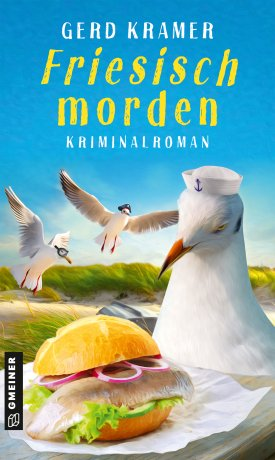 GERD KRAMER
Friesisch
morden
KRIMINALROMAN
GMEINER